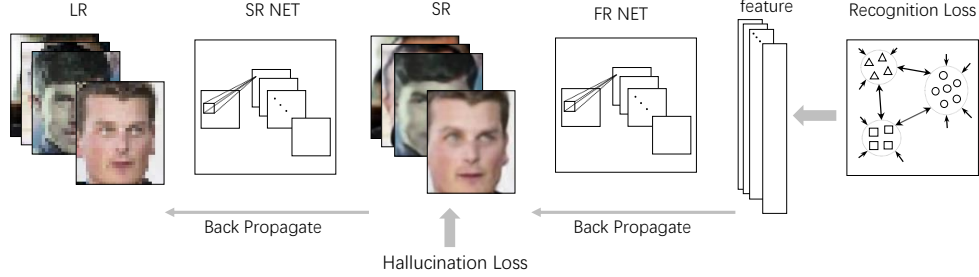 LR
SR NET
SR
FR NET
feature
Recognition Loss
Back Propagate
Back Propagate
Hallucination Loss